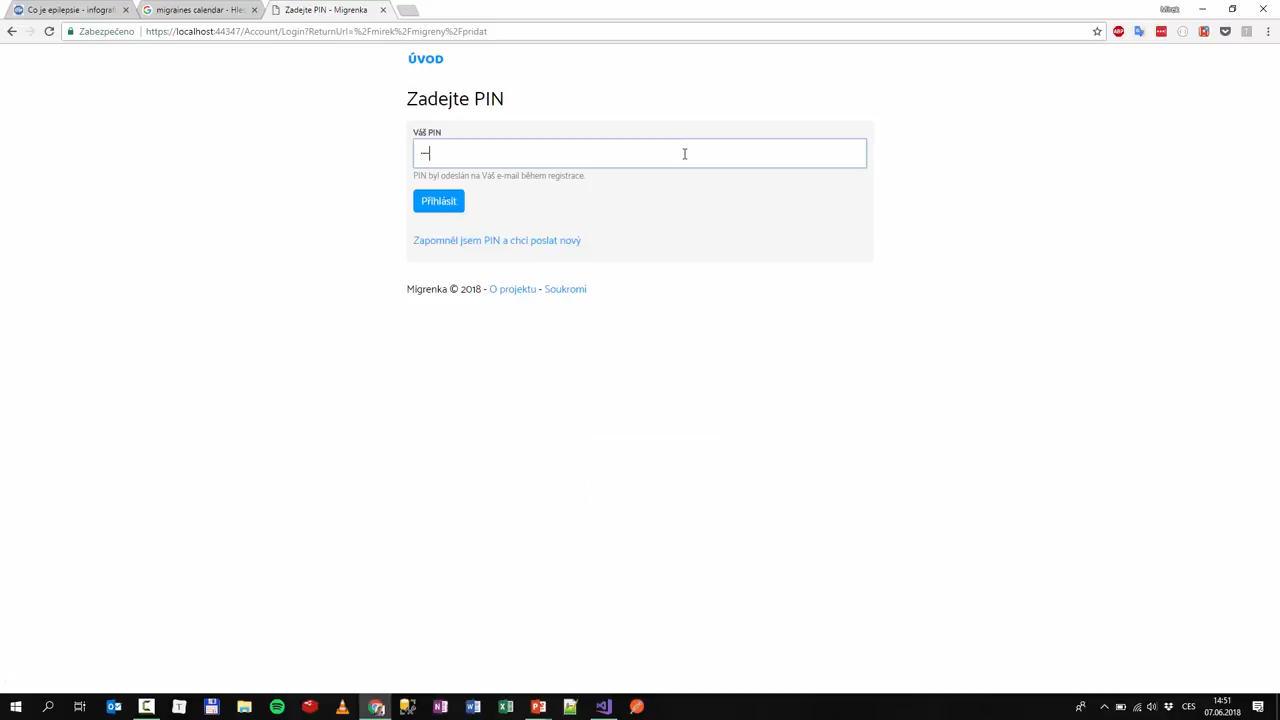 Co je epilepsie - infografi
migraines calendar - Hle
Zadejte PIN - Migrenka
Mirek
Zabezpečeno
https://localhost:44347/Account/Login?ReturnUrl=%2Fmirek%2Fmigreny%2Fpridat
ÚVOD
Zadejte PIN
Váš PIN
PIN byl odeslán na Váš e-mail během registrace.
Přihlásit
Zapomněl jsem PIN a chci poslat nový
Migrenka © 2018 - O projektu - Soukromí
CES
14:51
07.06.2018